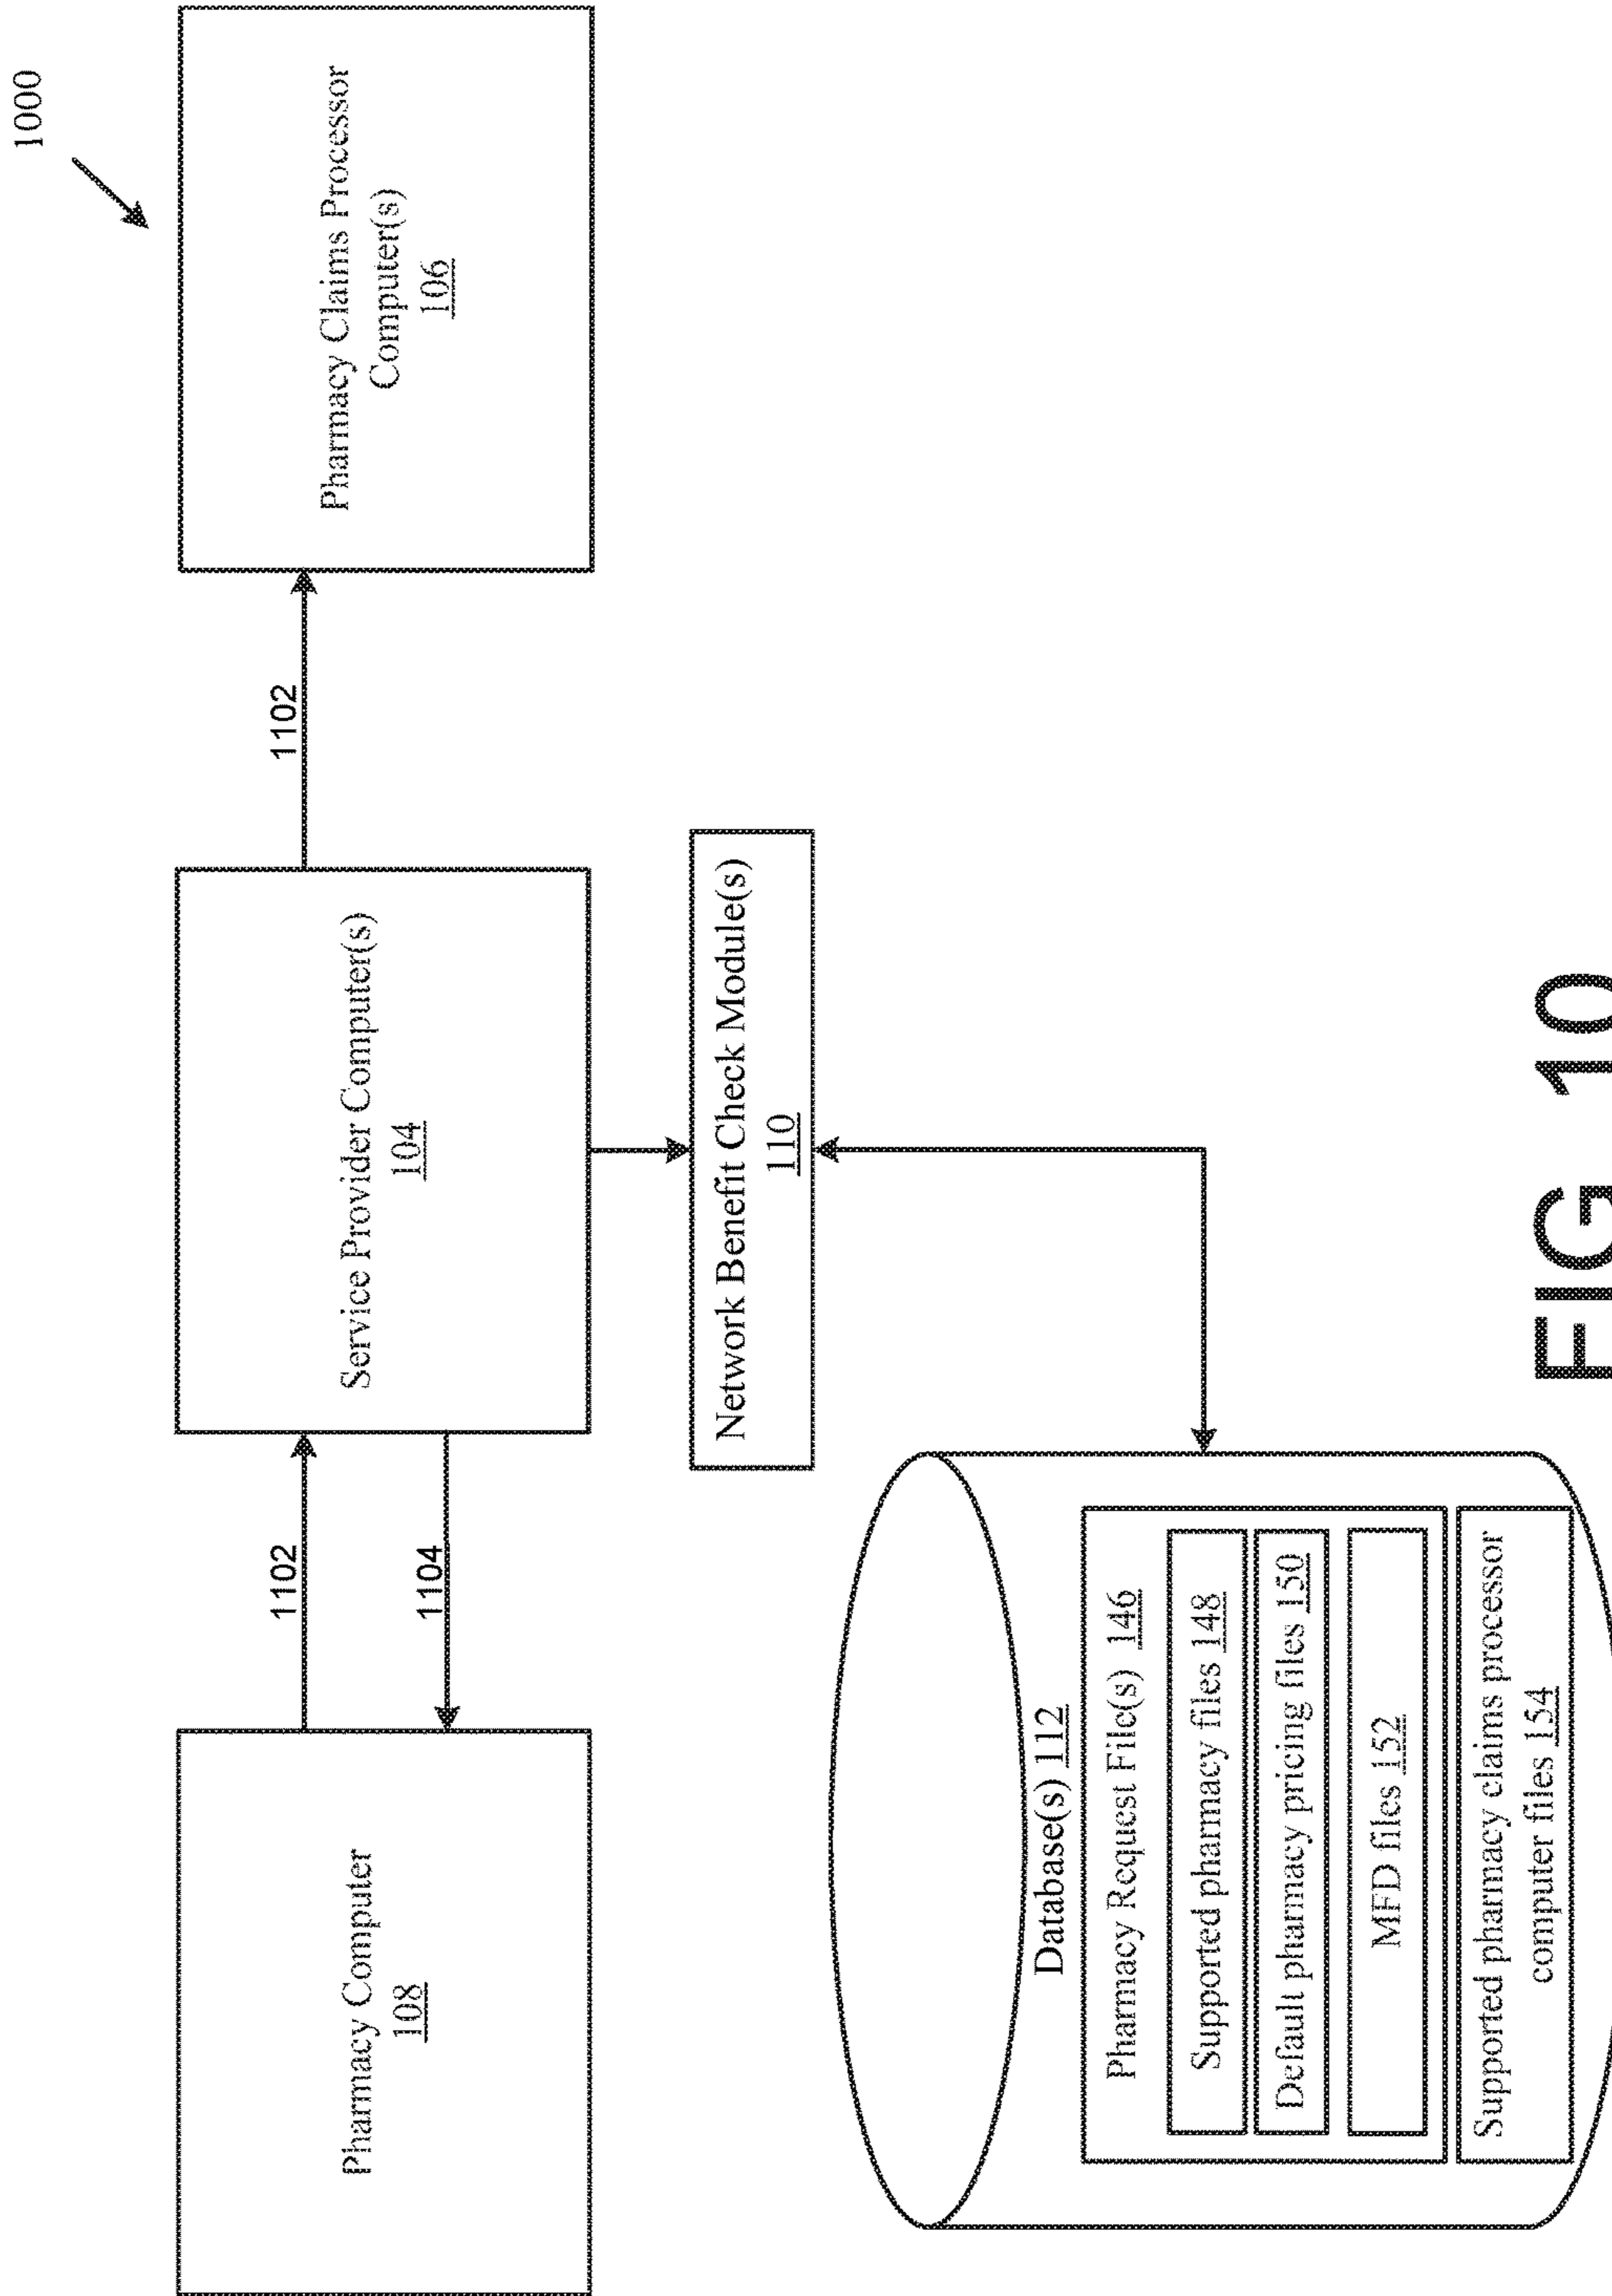 1000
Pharmacy Computer
108
1102
1104
Service Provider Computer(s)
104
1102
Pharmacy Claims Processor
Computer(s)
106
Network Benefit Check Module(s)
110
Database(s) 112
Pharmacy Request File(s) 146
Supported pharmacy files 148
Default pharmacy pricing files 150
MFD files 152
Supported pharmacy claims processor
computer files 154
FIG 10